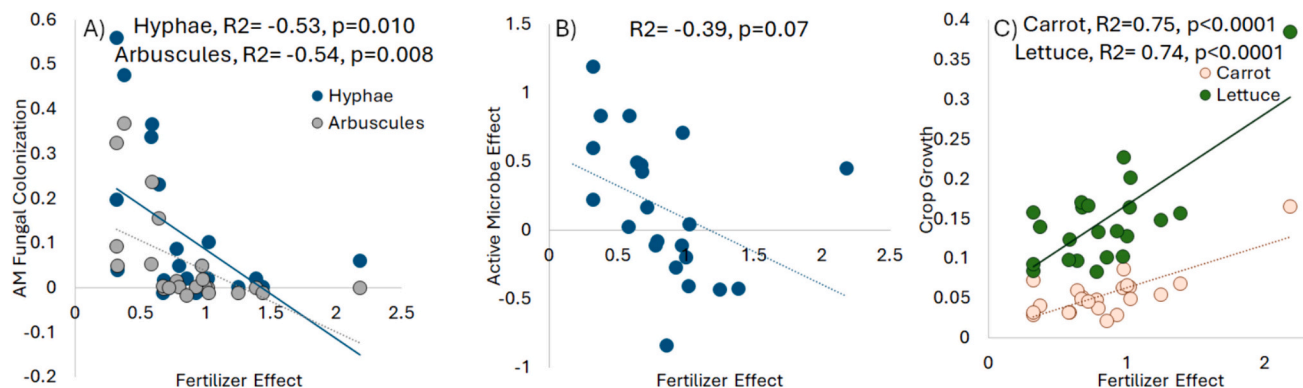 A)
Hyphae, R2= -0.53, p=0.010
Arbuscules, R2= -0.54, p=0.008
Hyphae
Arbuscules
AM Fungal Colonization
0.6
0.5
0.4
0.3
0.2
0.1
0
-0.1
-0.2
0.5
1
1.5
2
2.5
Fertilizer Effect
B)
R2= -0.39, p=0.07
Active Microbe Effect
1.5
1
0.5
0
-0.5
-1
0
0.5
1
1.5
2
2.5
Fertilizer Effect
C)
Carrot, R2=0.75, p<0.0001
Lettuce, R2= 0.74, p<0.0001
Carrot
Lettuce
Crop Growth
0.4
0.35
0.3
0.25
0.2
0.15
0.1
0.05
0
0
1
2
Fertilizer Effect